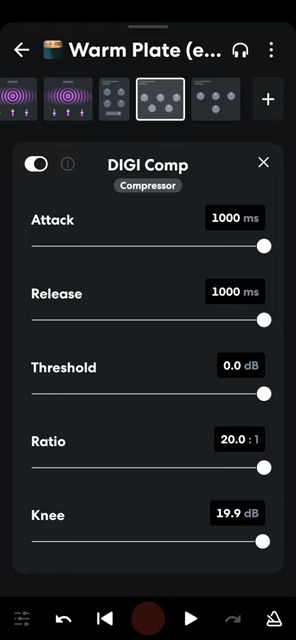 Warm Plate (e...
DIGI Comp
Compressor
Attack
1000 ms
Release
1000 ms
Threshold
0.0 dB
Ratio
20.0 : 1
Knee
19.9 dB